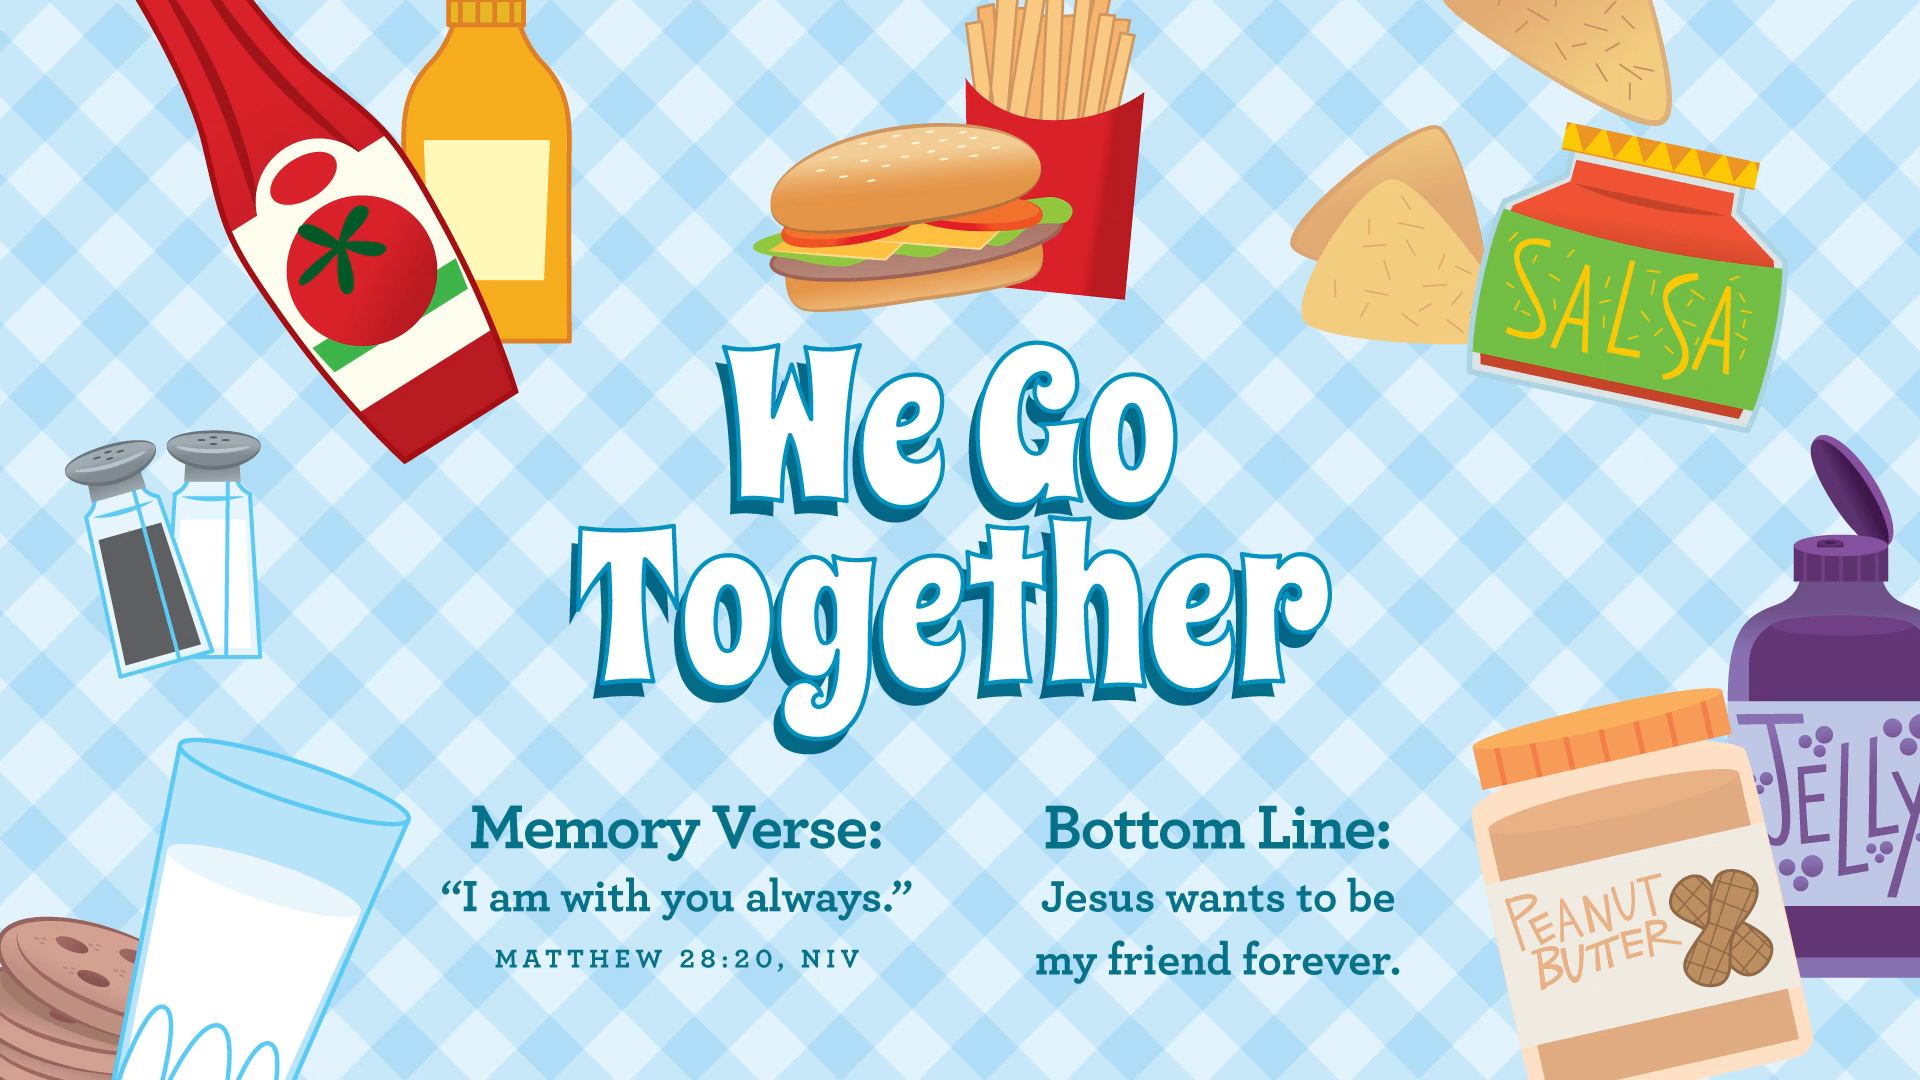 SALSA
We Go
Together
JELLY
Memory Verse:
“I am with you always.”
MATTHEW 28:20, NIV
Bottom Line:
Jesus wants to be
my friend forever.
PEANUT
BUTTER